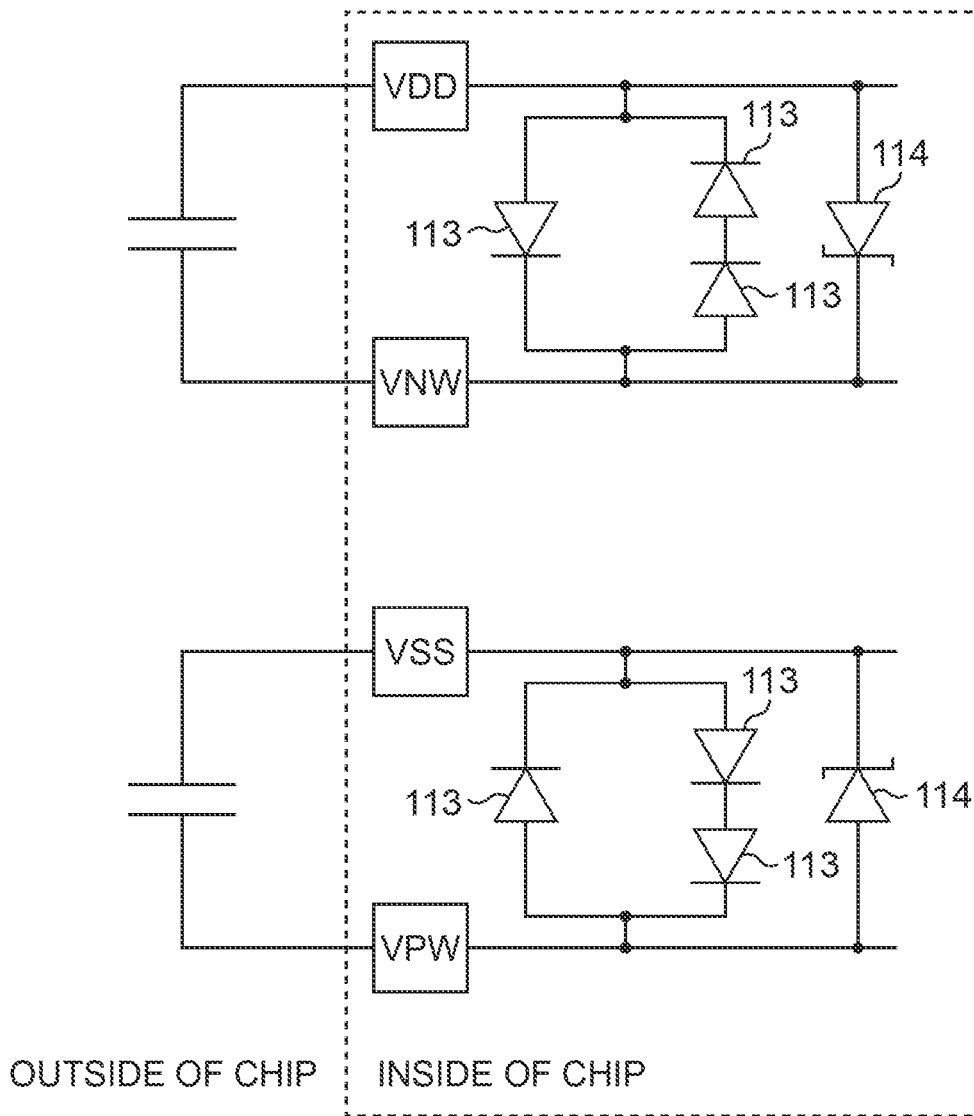 VDD
113
114
113
113
VNW
VSS
113
113
114
113
VPW
OUTSIDE OF CHIP
INSIDE OF CHIP